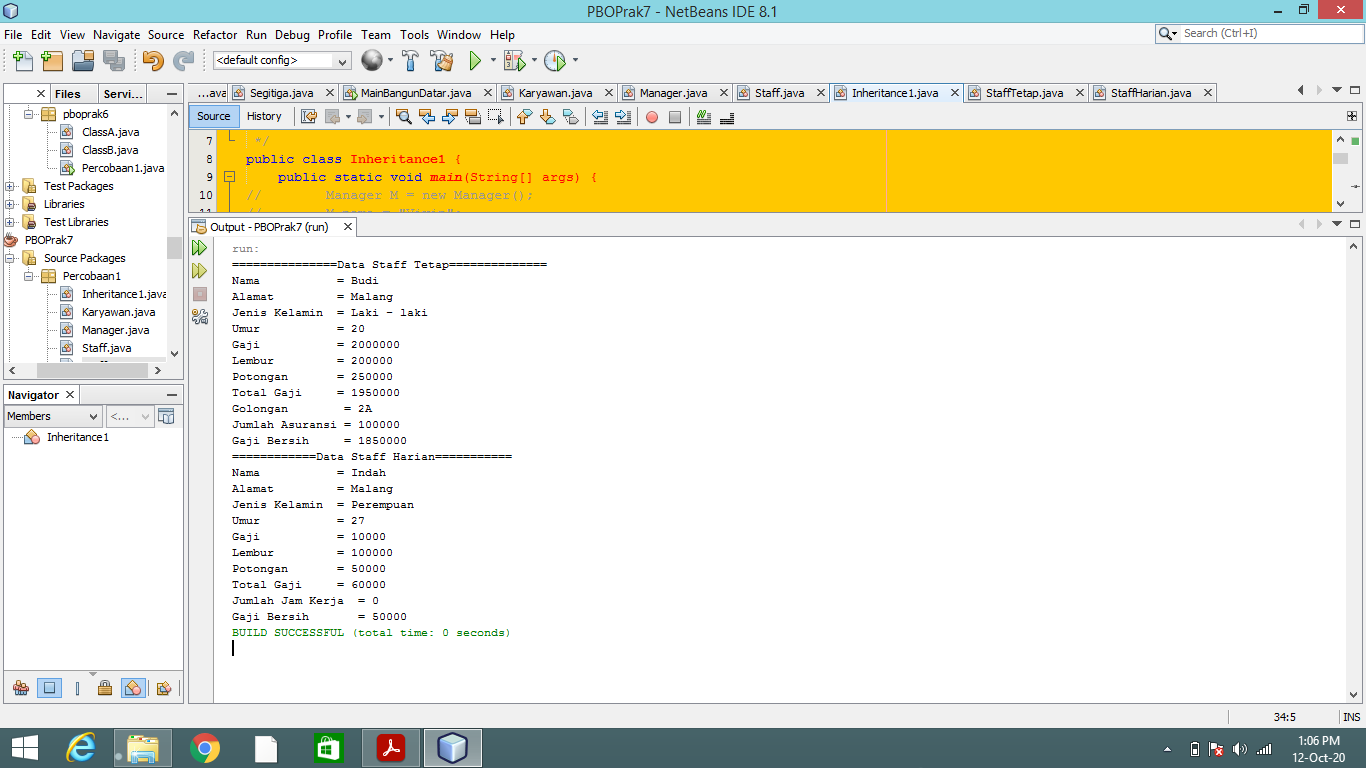 PBOPrak7 - NetBeans IDE 8.1
File Edit View Navigate Source Refactor Run Debug Profile Team Tools Window Help
Search (Ctrl+I)
<default config>
Files Servi...
...ava Segitiga.java MainBangunDatar.java Karyawan.java Manager.java Staff.java Inheritance1.java StaffTetap.java StaffHarian.java
pboprak6
ClassA.java
ClassB.java
Percobaan1.java
Test Packages
Libraries
Test Libraries
PBOPrak7
Source Packages
Percobaan1
Inheritance1.java
Karyawan.java
Manager.java
Staff.java
Source History
7 */
8 public class Inheritance1 {
9 public static void main(String[] args) {
10 // Manager M = new Manager();
Output - PBOPrak7 (run)
run:
===============Data Staff Tetap==============
Nama = Budi
Alamat = Malang
Jenis Kelamin = Laki - laki
Umur = 20
Gaji = 2000000
Lembur = 200000
Potongan = 250000
Total Gaji = 1950000
Golongan = 2A
Jumlah Asuransi = 100000
Gaji Bersih = 1850000
============Data Staff Harian===========
Nama = Indah
Alamat = Malang
Jenis Kelamin = Perempuan
Umur = 27
Gaji = 10000
Lembur = 100000
Potongan = 50000
Total Gaji = 60000
Jumlah Jam Kerja = 0
Gaji Bersih = 50000
BUILD SUCCESSFUL (total time: 0 seconds)
Navigator
Members <...
Inheritance1
34:5 INS
1:06 PM
12-Oct-20